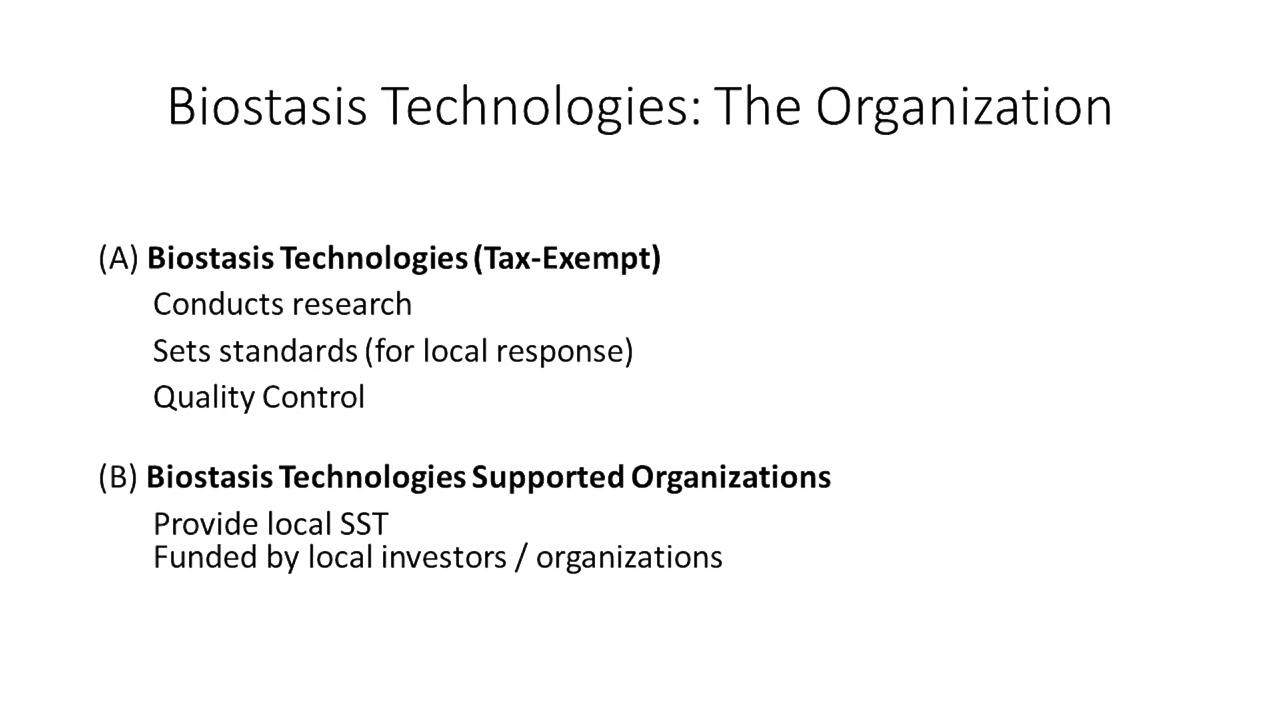 Biostasis Technologies: The Organization
(A) Biostasis Technologies (Tax-Exempt)
Conducts research
Sets standards (for local response)
Quality Control
(B) Biostasis Technologies Supported Organizations
Provide local SST
Funded by local investors / organizations